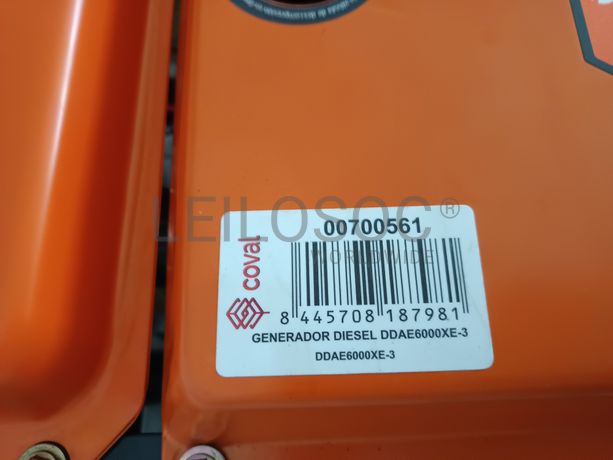 LEILOSOC®
WORLDWIDE
coval
00700561
8 445708 187981
GENERADOR DIESEL DDAE6000XE-3
DDAE6000XE-3